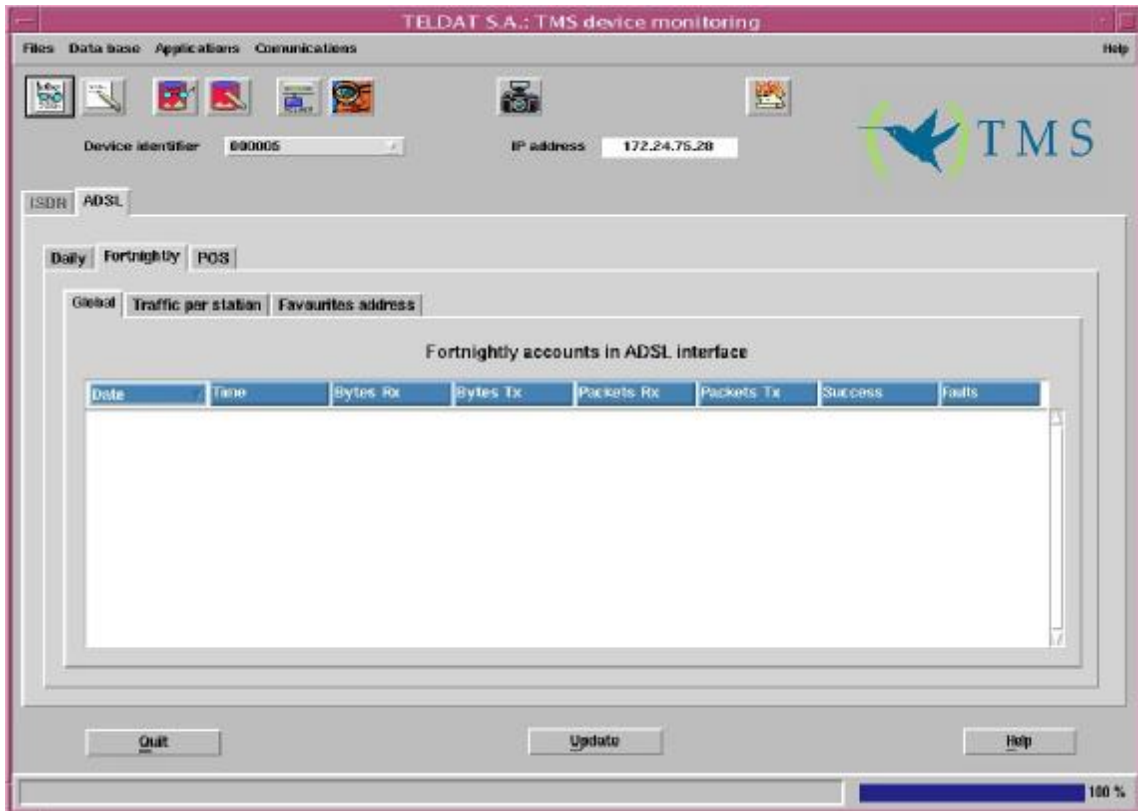 TELDAT S.A.: TMS device monitoring
Files Data base Applications Comunications Help
Device identifier 000005 IP address 172.24.75.28
TMS
ISDN ADSL
Daily Fortnightly POS
Global Traffic per station Favourites address
Fortnightly accounts in ADSL interface
Date Time Bytes Rx Bytes Tx Packets Rx Packets Tx Success Faults
Quit Update Help
100 %